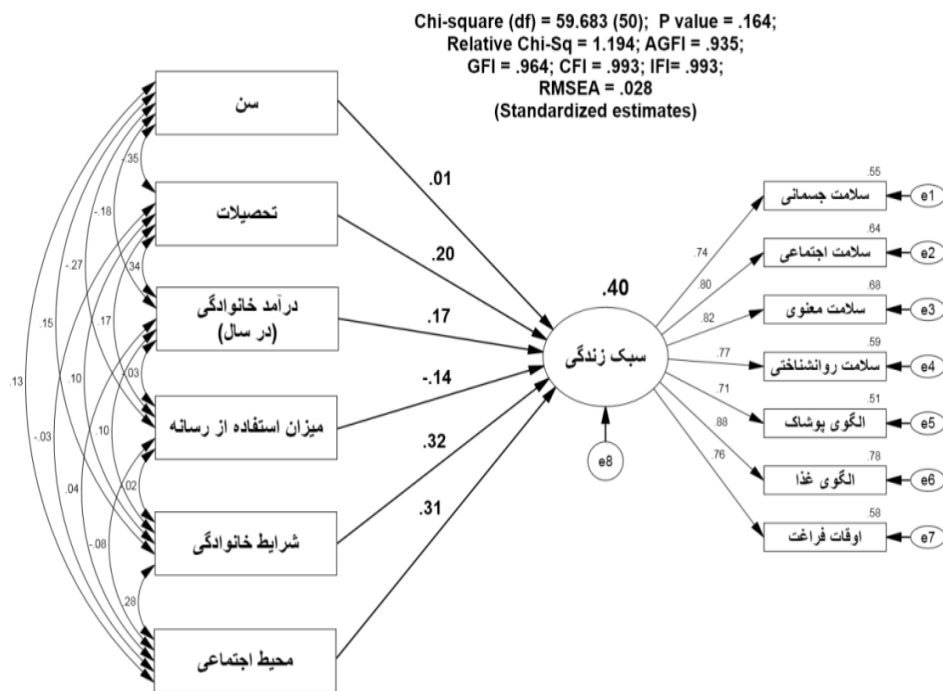 Chi-square (df) = 59.683 (50); P value = .164;
Relative Chi-Sq = 1.194; AGFI = .935;
GFI = .964; CFI = .993; IFI= .993;
RMSEA = .028
(Standardized estimates)
سن
تحصیلات
درآمد خانوادگی
(در سال)
میزان استفاده از رسانه
شرایط خانوادگی
محیط اجتماعی
-.35
-.18
-.27
.34
.15
.17
.13
.10
-.03
-.03
.10
.04
.02
-.08
.28
.01
.20
.17
-.14
.32
.31
.40
سبک زندگی
e8
.74
.80
.82
.77
.71
.88
.76
.55
سلامت جسمانی
e1
.64
سلامت اجتماعی
e2
.68
سلامت معنوی
e3
.59
سلامت روانشناختی
e4
.51
الگوی پوشاک
e5
.78
الگوی غذا
e6
.58
اوقات فراغت
e7